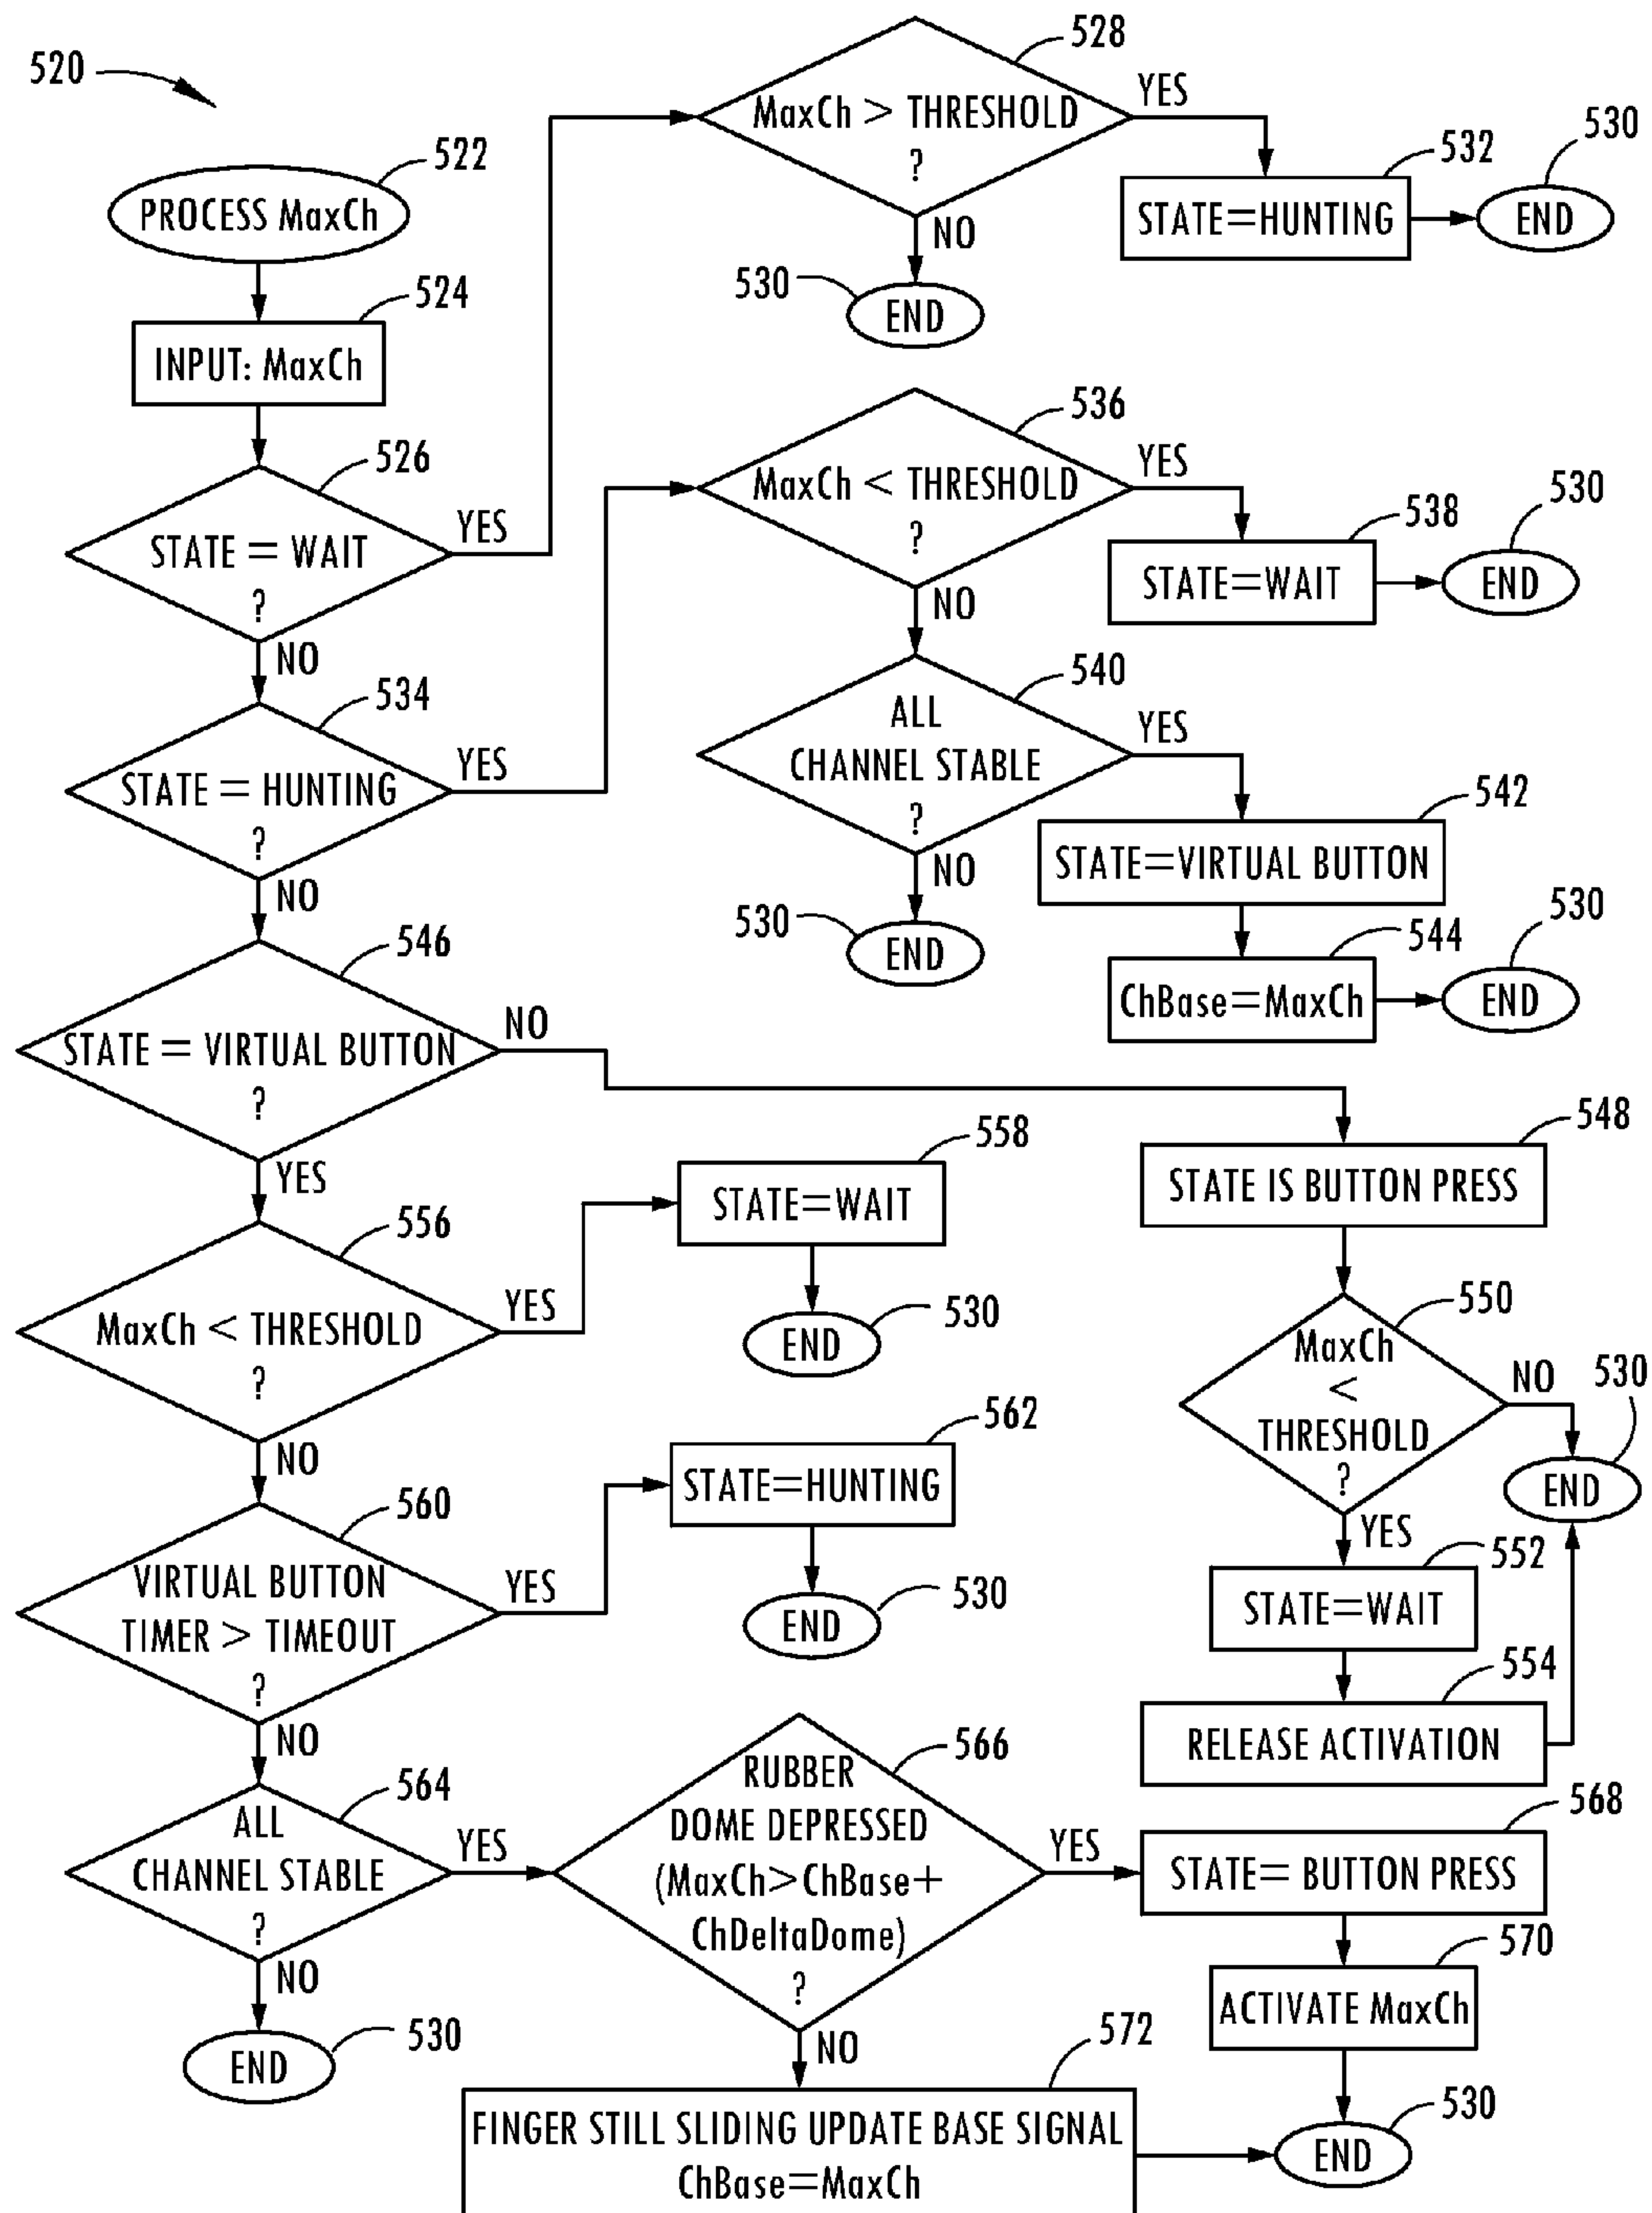 520
522
PROCESS MaxCh
524
INPUT: MaxCh
526
STATE = WAIT
?
YES
NO
528
MaxCh > THRESHOLD
?
YES
NO
532
STATE=HUNTING
530
END
530
END
534
STATE = HUNTING
?
YES
NO
536
MaxCh < THRESHOLD
?
YES
NO
538
STATE=WAIT
530
END
540
ALL
CHANNEL STABLE
?
YES
NO
530
END
542
STATE=VIRTUAL BUTTON
544
ChBase=MaxCh
530
END
546
STATE = VIRTUAL BUTTON
?
NO
YES
548
STATE IS BUTTON PRESS
550
MaxCh
<
THRESHOLD
?
NO
YES
530
END
552
STATE=WAIT
554
RELEASE ACTIVATION
556
MaxCh < THRESHOLD
?
YES
NO
558
STATE=WAIT
530
END
560
VIRTUAL BUTTON
TIMER > TIMEOUT
?
YES
NO
562
STATE=HUNTING
530
END
564
ALL
CHANNEL STABLE
?
YES
NO
530
END
566
RUBBER
DOME DEPRESSED
(MaxCh>ChBase+
ChDeltaDome)
?
YES
NO
568
STATE= BUTTON PRESS
570
ACTIVATE MaxCh
530
END
572
FINGER STILL SLIDING UPDATE BASE SIGNAL
ChBase=MaxCh